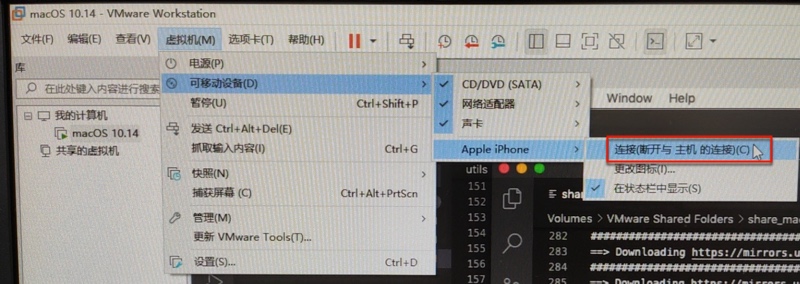 macOS 10.14 - VMware Workstation
文件(F) 编辑(E) 查看(V) 虚拟机(M) 选项卡(T) 帮助(H)
库
在此处键入内容进行搜索
我的计算机
macOS 10.14
共享的虚拟机
电源(P)
可移动设备(D)
暂停(U) Ctrl+Shift+P
发送 Ctrl+Alt+Del(E)
抓取输入内容(I) Ctrl+G
快照(N)
捕获屏幕 (C) Ctrl+Alt+PrtScn
管理(M)
更新 VMware Tools(T)...
设置(S)... Ctrl+D
CD/DVD (SATA)
网络适配器
声卡
Apple iPhone
连接(断开与 主机 的连接)(C)
更改图标(I)...
在状态栏中显示(S)
Window Help
utils
151
152
153
154
155
156
157
Volumes > VMware Shared Folders > share_ma
282 ####
283 ==> Downloading https://mirrors.u
284 ####
285 ==> Downloading https://mirrors.u